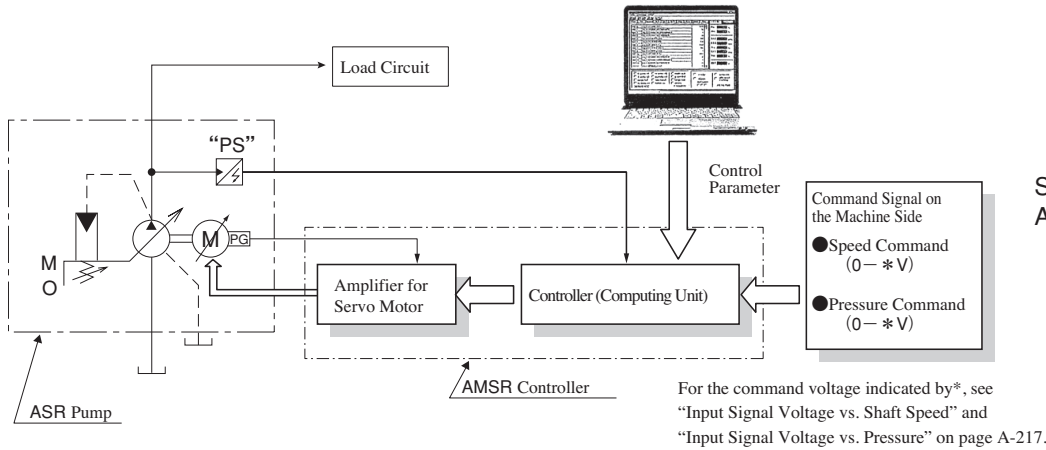 Load Circuit
“PS”
Control
Parameter
Command Signal on
the Machine Side
●Speed Command
(0－＊V)
●Pressure Command
(0－＊V)
S
A
M
PG
M
O
Amplifier for
Servo Motor
Controller (Computing Unit)
AMSR Controller
ASR Pump
For the command voltage indicated by*, see
“Input Signal Voltage vs. Shaft Speed” and
“Input Signal Voltage vs. Pressure” on page A-217.